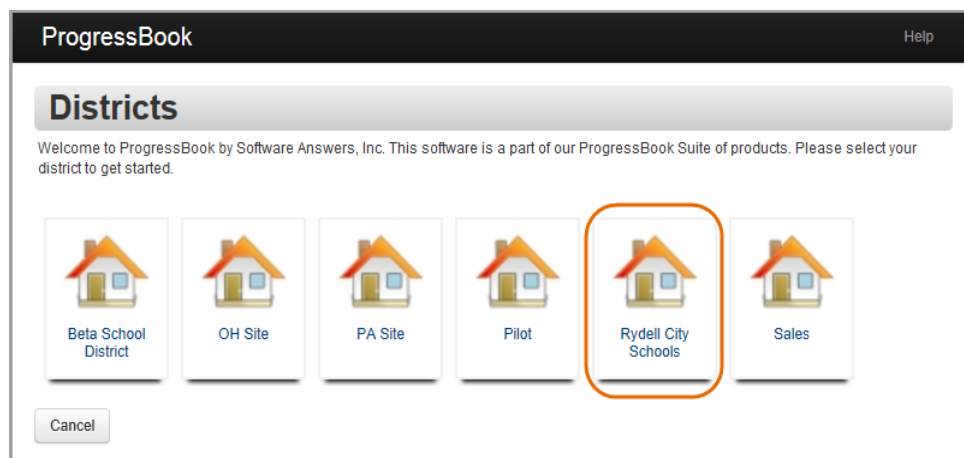 ProgressBook
Help
Districts
Welcome to ProgressBook by Software Answers, Inc. This software is a part of our ProgressBook Suite of products. Please select your
district to get started.
Beta School
District
OH Site
PA Site
Pilot
Rydell City
Schools
Sales
Cancel